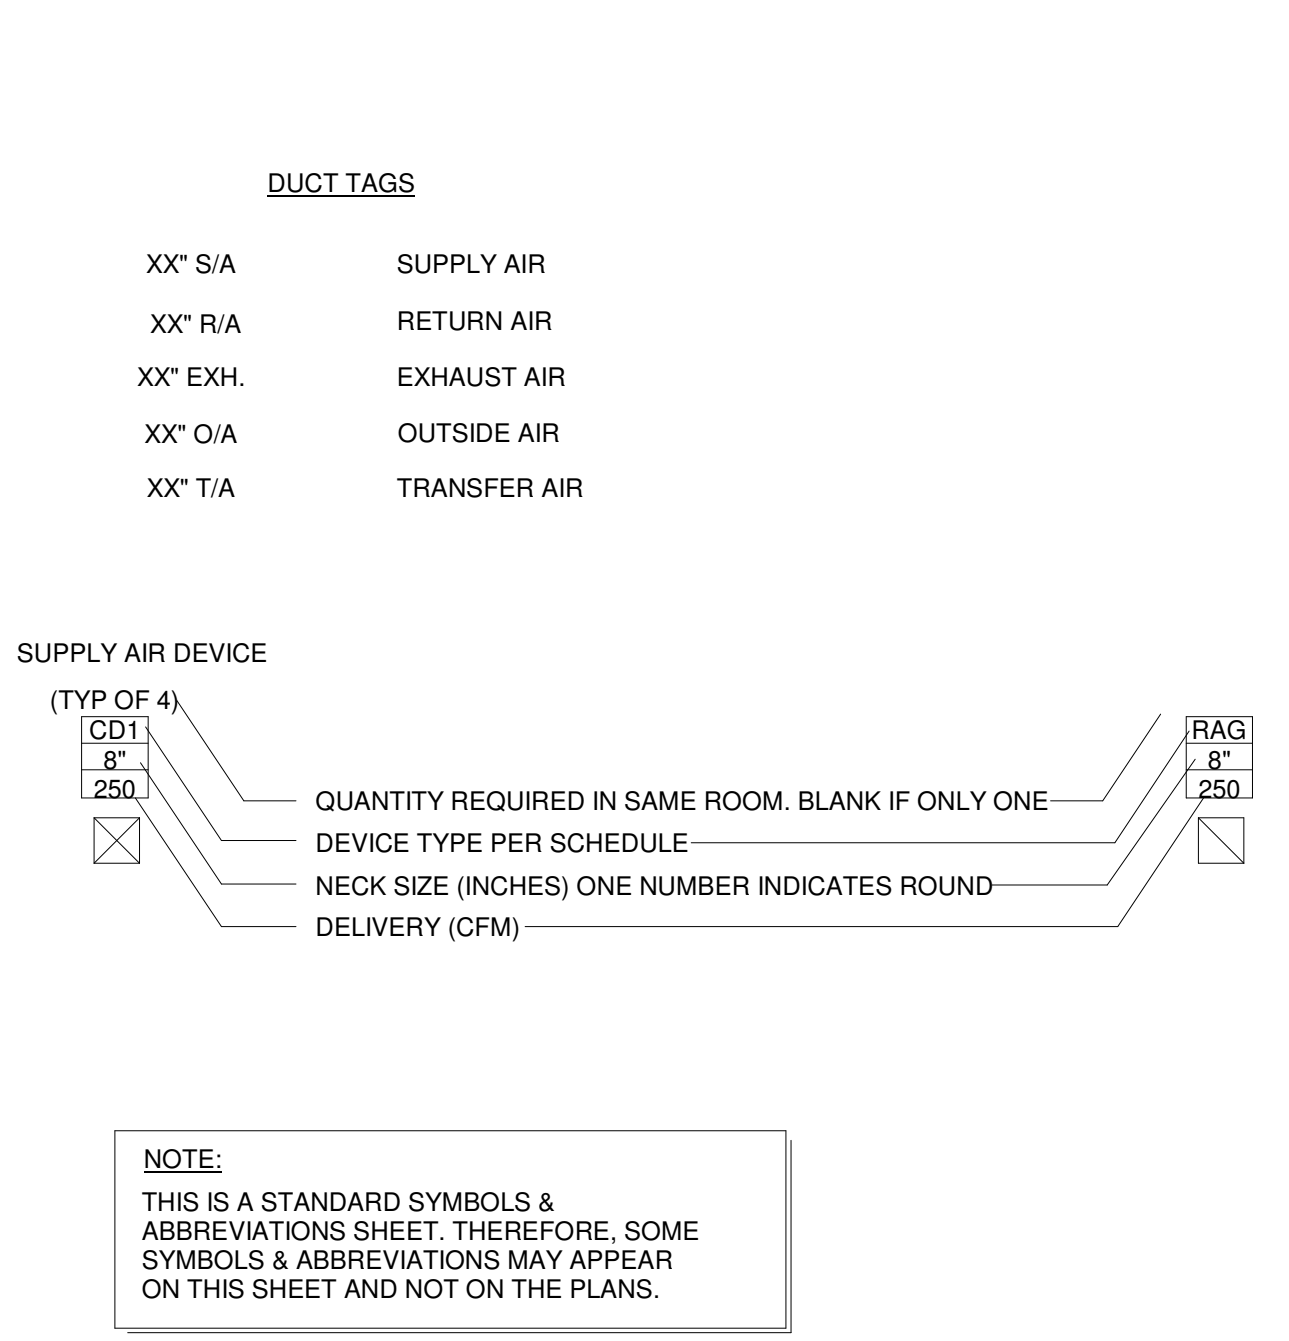 DUCT TAGS
XX" S/A SUPPLY AIR
XX" R/A RETURN AIR
XX" EXH. EXHAUST AIR
XX" O/A OUTSIDE AIR
XX" T/A TRANSFER AIR
SUPPLY AIR DEVICE
(TYP OF 4)
CD1
8"
250
QUANTITY REQUIRED IN SAME ROOM. BLANK IF ONLY ONE
DEVICE TYPE PER SCHEDULE
NECK SIZE (INCHES) ONE NUMBER INDICATES ROUND
DELIVERY (CFM)
RAG
8"
250
NOTE:
THIS IS A STANDARD SYMBOLS &
ABBREVIATIONS SHEET. THEREFORE, SOME
SYMBOLS & ABBREVIATIONS MAY APPEAR
ON THIS SHEET AND NOT ON THE PLANS.